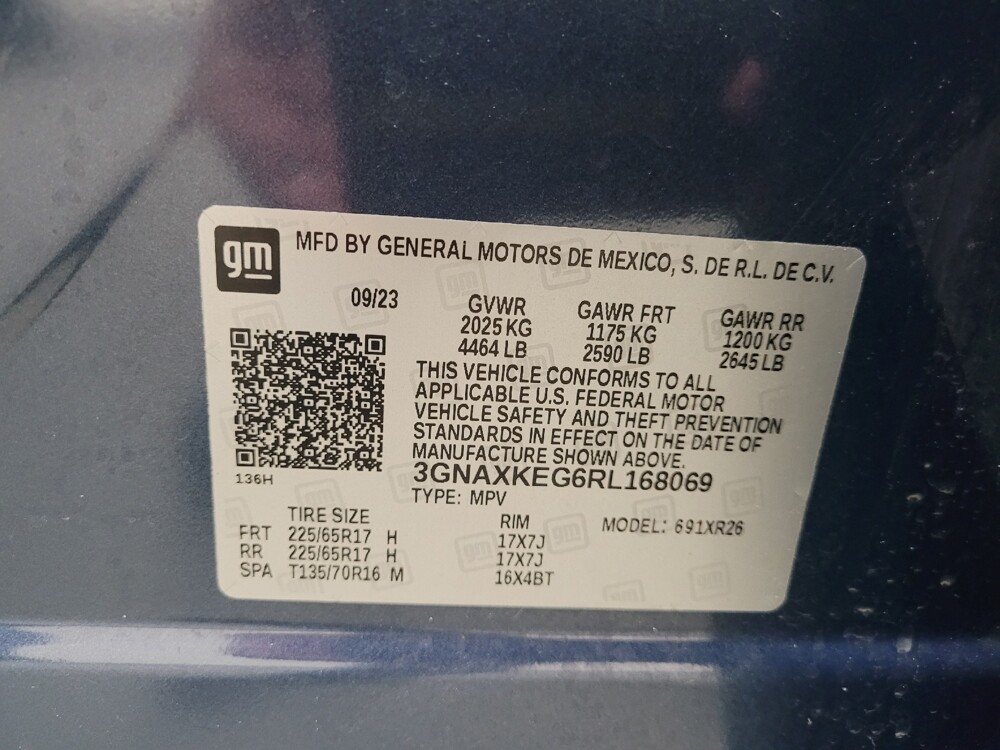 gm MFD BY GENERAL MOTORS DE MEXICO, S. DE R.L. DE C.V.
09/23 GVWR GAWR FRT GAWR RR
2025 KG 1175 KG 1200 KG
4464 LB 2590 LB 2645 LB
THIS VEHICLE CONFORMS TO ALL
APPLICABLE U.S. FEDERAL MOTOR
VEHICLE SAFETY AND THEFT PREVENTION
STANDARDS IN EFFECT ON THE DATE OF
MANUFACTURE SHOWN ABOVE.
136H 3GNAXKEG6RL168069
TYPE: MPV
TIRE SIZE RIM MODEL: 691XR26
FRT 225/65R17 H 17X7J
RR 225/65R17 H 17X7J
SPA T135/70R16 M 16X4BT